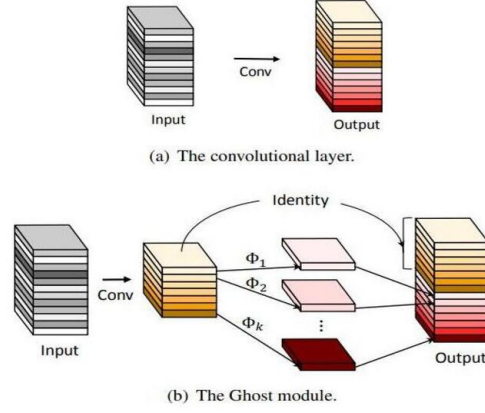 Conv
Input
Output
(a) The convolutional layer.
Identity
Φ1
Φ2
Φk
⋮
Conv
Input
Output
(b) The Ghost module.